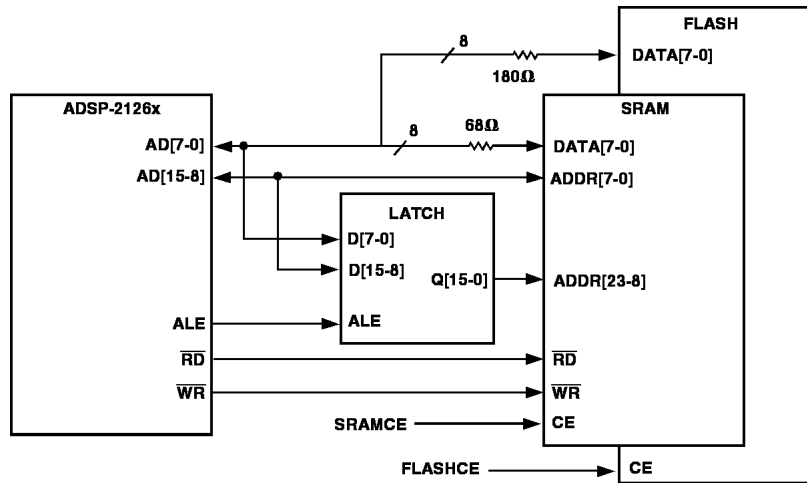 FLASH
8
180Ω
DATA[7-0]
ADSP-2126x
SRAM
AD[7-0]
8
68Ω
DATA[7-0]
AD[15-8]
ADDR[7-0]
LATCH
D[7-0]
D[15-8]
Q[15-0]
ADDR[23-8]
ALE
ALE
RD
RD
WR
WR
SRAMCE
CE
FLASHCE
CE